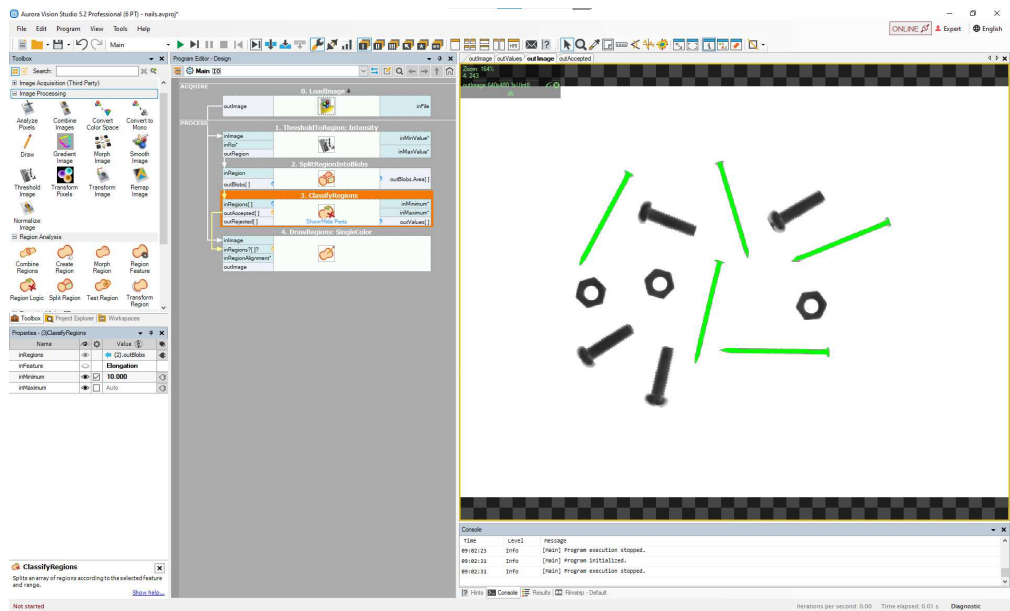 Aurora Vision Studio 5.2 Professional (6 PT) - nails.avproj*
File Edit Program View Tools Help
Main
ONLINE Expert English
Toolbox
Search:
Image Acquisition (Third Party)
Image Processing
Analyze Pixels
Combine Images
Convert Color Space
Convert to Mono
Draw
Gradient Image
Morph Image
Smooth Image
Threshold Image
Transform Pixels
Transform Image
Remap Image
Normalize Image
Region Analysis
Combine Regions
Create Region
Morph Region
Region Feature
Region Logic
Split Region
Test Region
Transform Region
Toolbox Project Explorer Workspaces
Properties - (3)ClassifyRegions
Name Value
inRegions (2).outBlobs
inFeature Elongation
inMinimum 10.000
inMaximum Auto
ClassifyRegions
Splits an array of regions according to the selected feature
and range.
Show help...
Not started
Program Editor - Design
Main IO
ACQUIRE
0. LoadImage
outImage inFile
PROCESS
1. ThresholdToRegion: Intensity
inImage inMinValue*
inRoi*
outRegion inMaxValue*
2. SplitRegionIntoBlobs
inRegion
outBlobs[ ] outBlobs.Area[ ]
3. ClassifyRegions
inRegions[ ] inMinimum*
outAccepted[ ] inMaximum*
outRejected[ ] Show/Hide Ports outValues[ ]
4. DrawRegions: SingleColor
inImage
inRegions?[ ]?
inRegionAlignment*
outImage
outImage outValues outImage outAccepted
Zoom: 164%
4, 243
outImage 640x480 3xUInt8
Console
Time Level Message
09:02:23 Info [Main] Program execution stopped.
09:02:31 Info [Main] Program initialized.
09:02:31 Info [Main] Program execution stopped.
Hints Console Results Filmstrip - Default
Iterations per second: 0.00 Time elapsed: 0.01 s Diagnostic